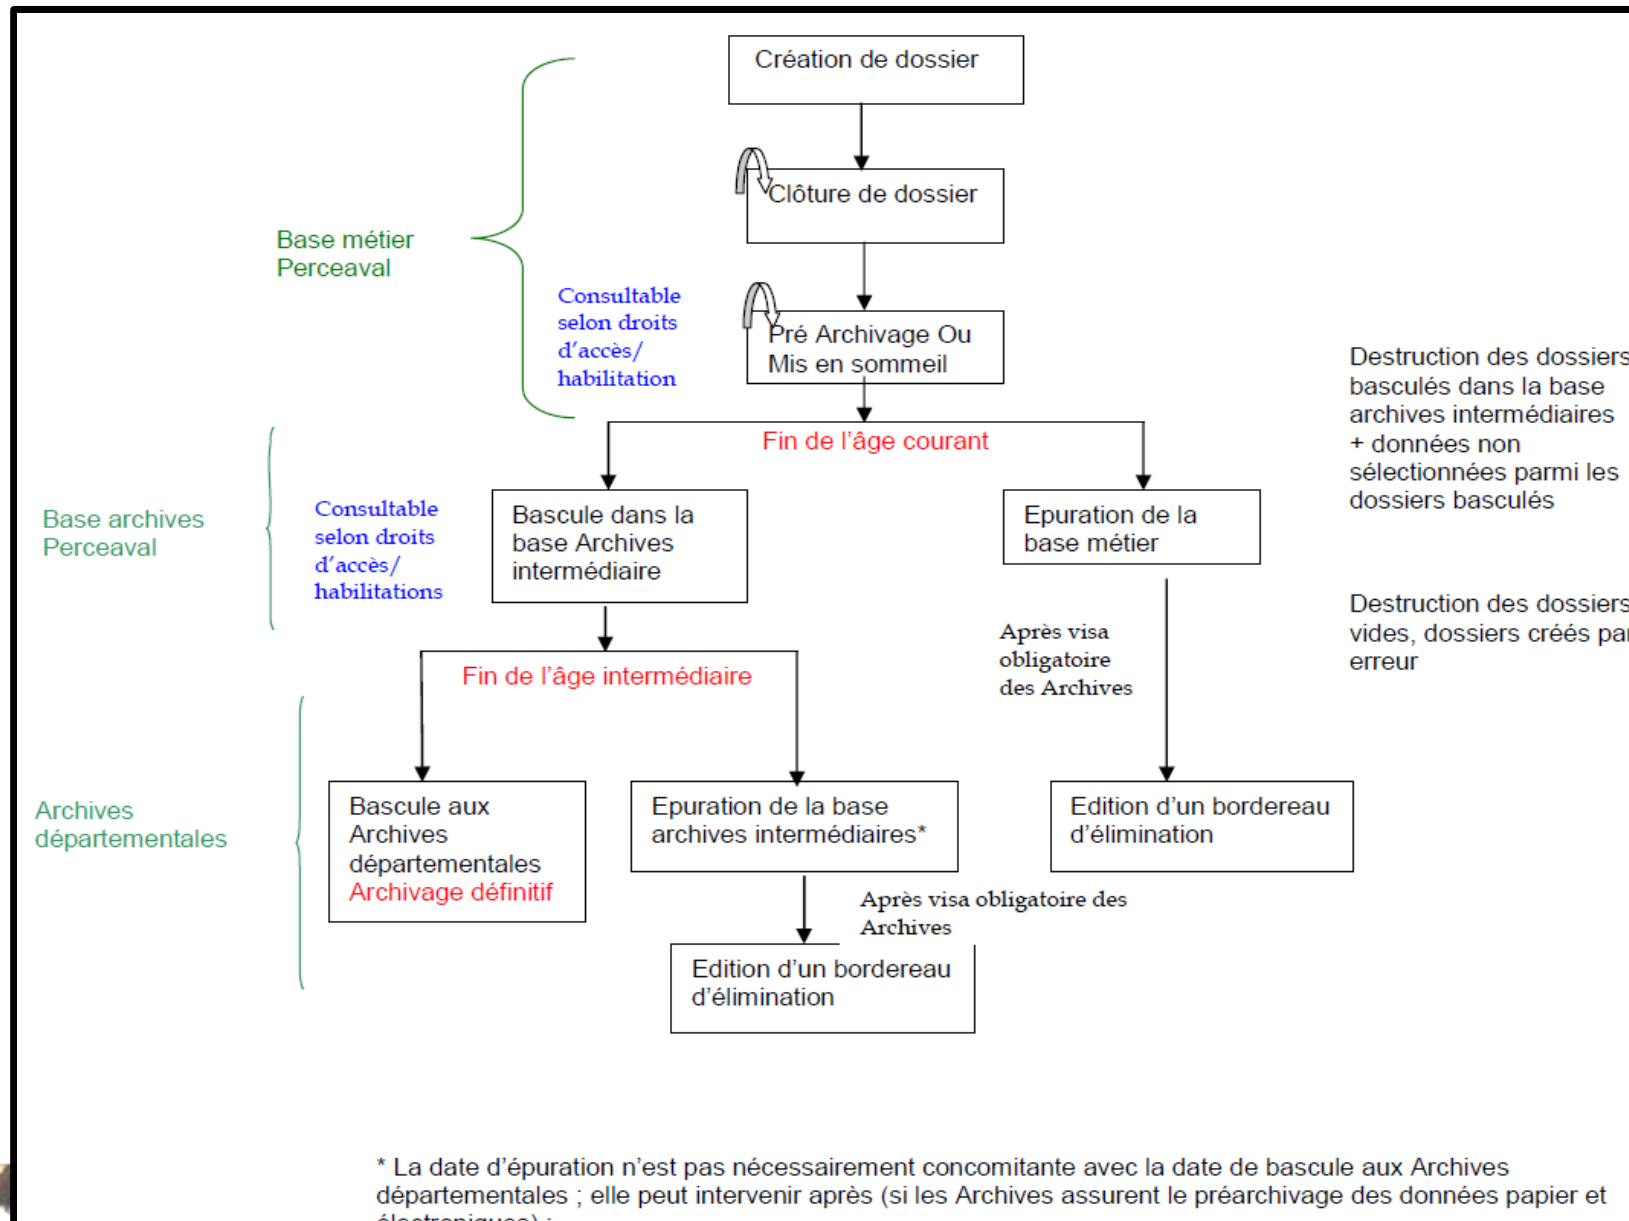 Création de dossier
Clôture de dossier
Base métier
Perceaval
Consultable
selon droits
d’accès/
habilitation
Pré Archivage Ou
Mis en sommeil
Destruction des dossiers
basculés dans la base
archives intermédiaires
+ données non
sélectionnées parmi les
dossiers basculés
Fin de l’âge courant
Base archives
Perceaval
Consultable
selon droits
d’accès/
habilitations
Bascule dans la
base Archives
intermédiaire
Epuration de la
base métier
Destruction des dossiers
vides, dossiers créés par
erreur
Après visa
obligatoire
des Archives
Fin de l’âge intermédiaire
Archives
départementales
Bascule aux
Archives
départementales
Archivage définitif
Epuration de la base
archives intermédiaires*
Edition d’un bordereau
d’élimination
Après visa obligatoire des
Archives
Edition d’un bordereau
d’élimination
* La date d’épuration n’est pas nécessairement concomitante avec la date de bascule aux Archives
départementales ; elle peut intervenir après (si les Archives assurent le préarchivage des données papier et
électroniques) ;